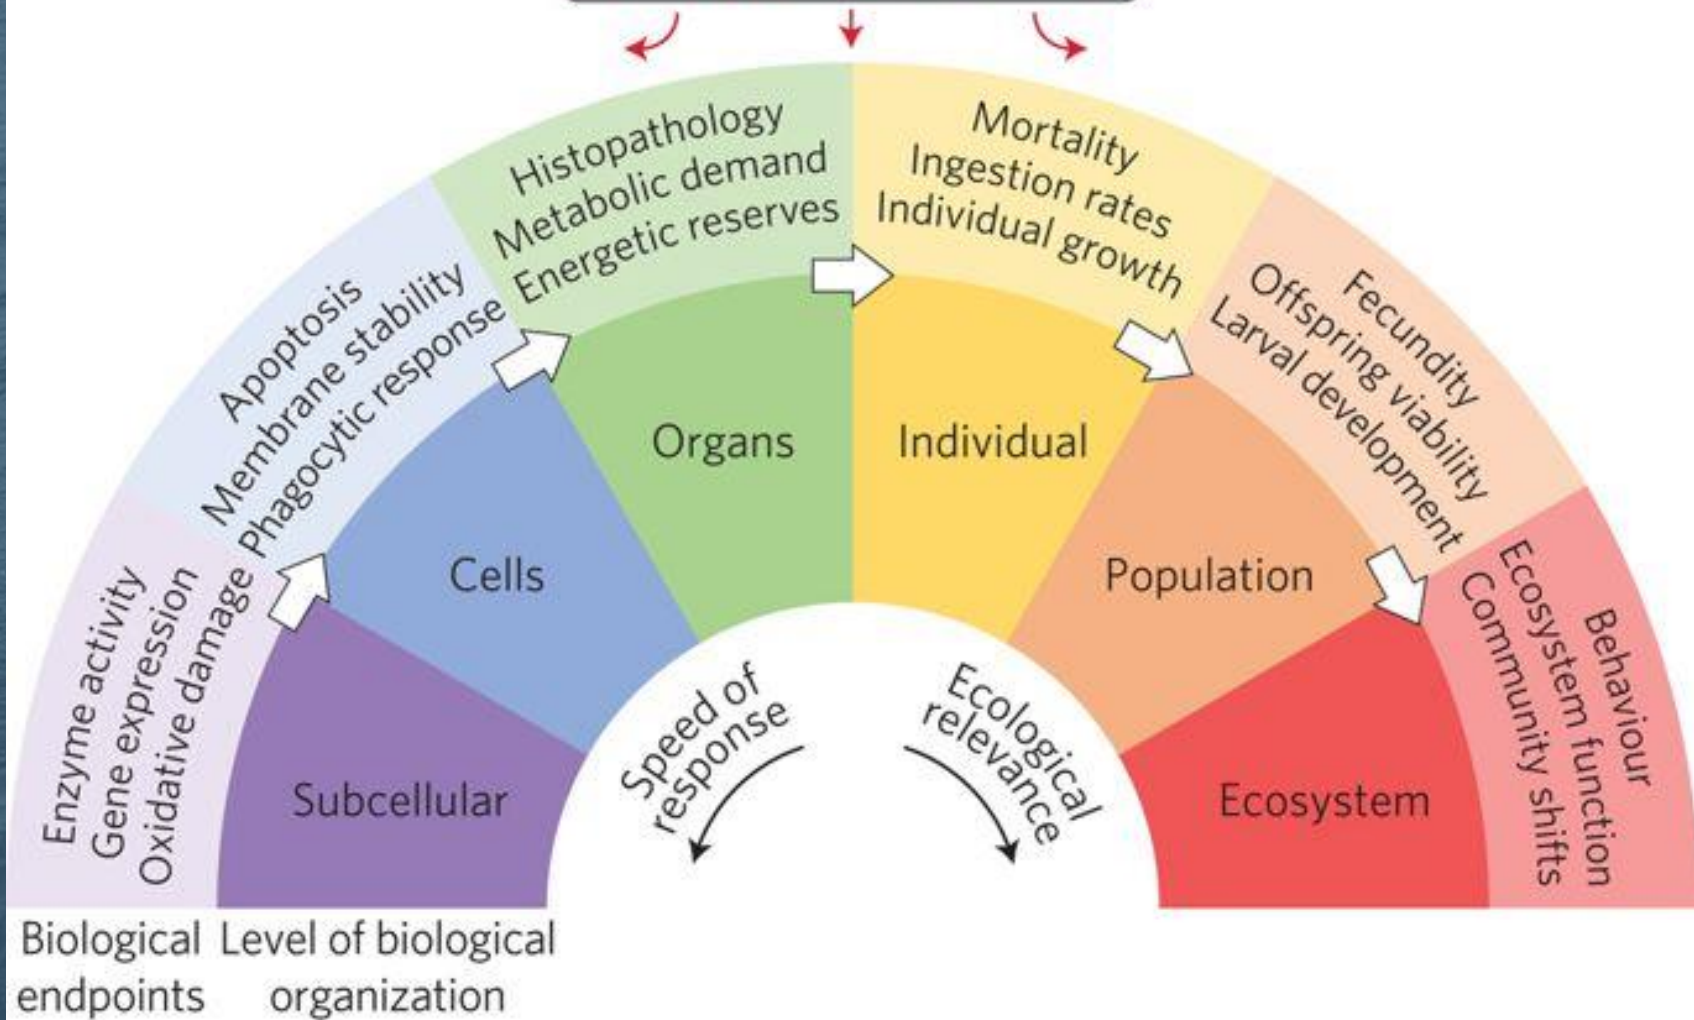 Histopathology
Metabolic demand
Energetic reserves
Mortality
Ingestion rates
Individual growth
Apoptosis
Membrane stability
Phagocytic response
Fecundity
Offspring viability
Larval development
Enzyme activity
Gene expression
Oxidative damage
Behaviour
Ecosystem function
Community shifts
Organs
Individual
Cells
Population
Subcellular
Ecosystem
Speed of
response
Ecological
relevance
Biological
endpoints
Level of biological
organization